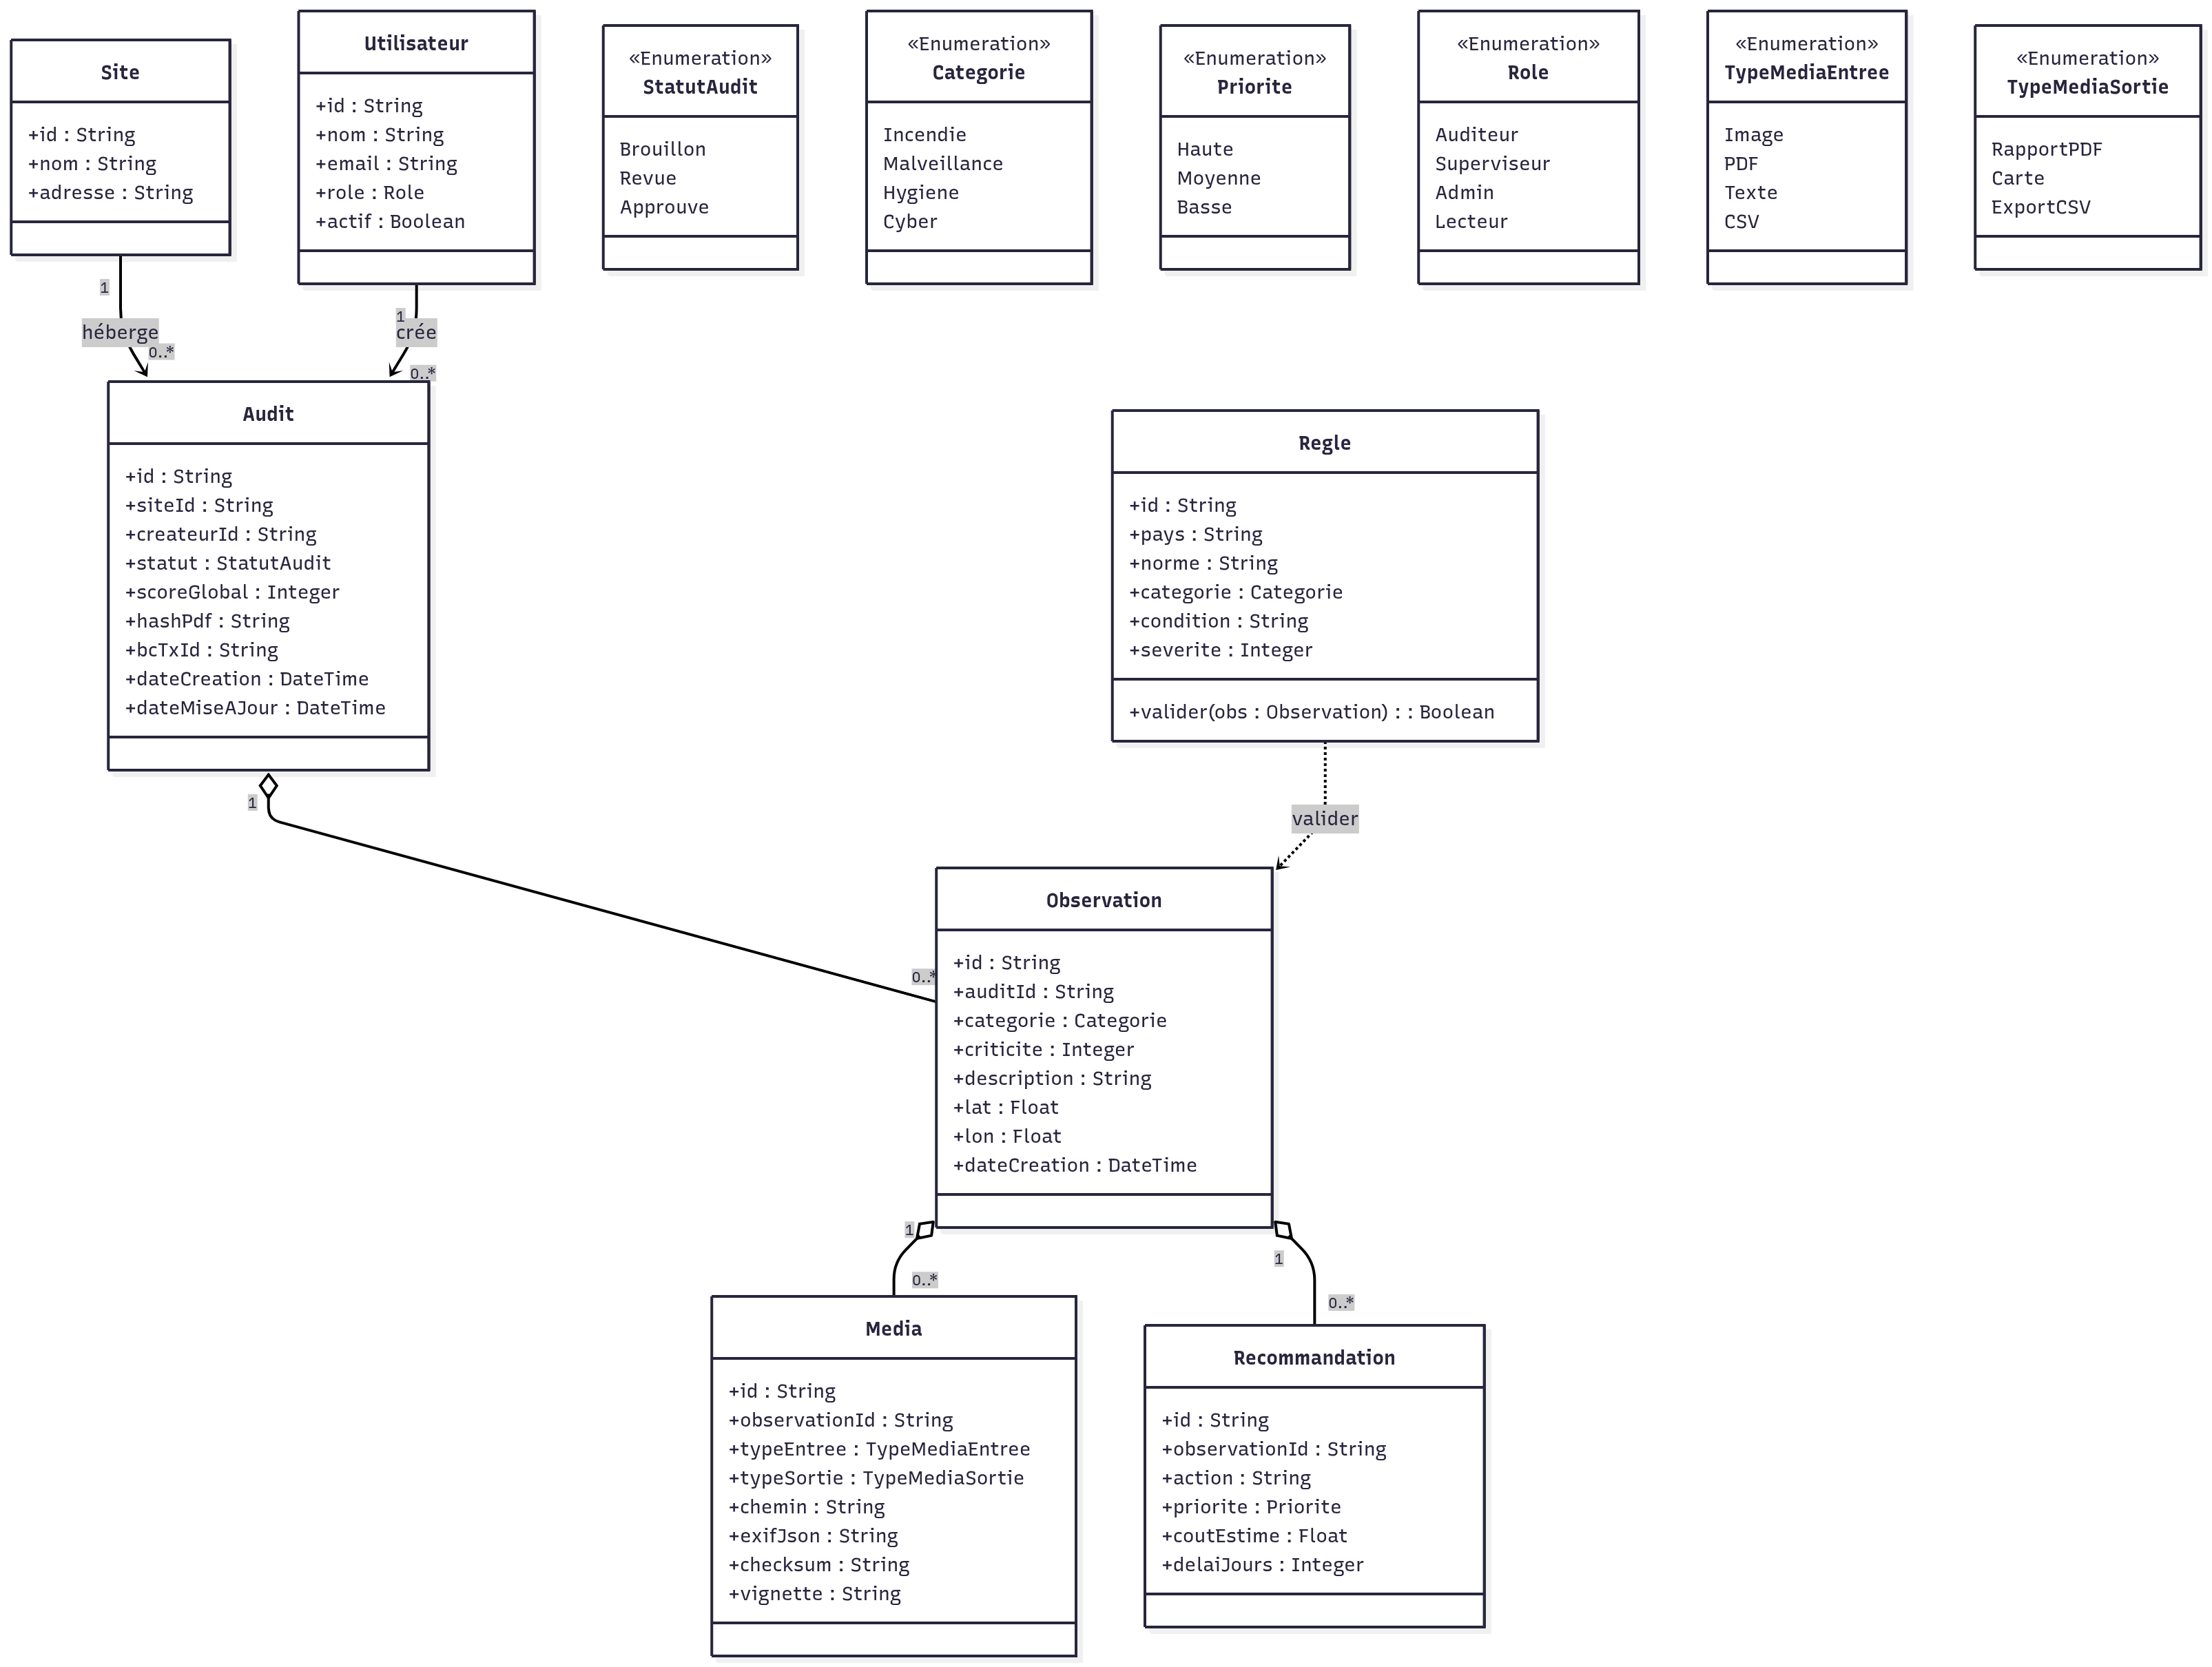 Site
+id : String
+nom : String
+adresse : String
Utilisateur
+id : String
+nom : String
+email : String
+role : Role
+actif : Boolean
«Enumeration»
StatutAudit
Brouillon
Revue
Approuve
«Enumeration»
Categorie
Incendie
Malveillance
Hygiene
Cyber
«Enumeration»
Priorite
Haute
Moyenne
Basse
«Enumeration»
Role
Auditeur
Superviseur
Admin
Lecteur
«Enumeration»
TypeMediaEntree
Image
PDF
Texte
CSV
«Enumeration»
TypeMediaSortie
RapportPDF
Carte
ExportCSV
1
héberge
0..*
1
crée
0..*
Audit
+id : String
+siteId : String
+createurId : String
+statut : StatutAudit
+scoreGlobal : Integer
+hashPdf : String
+bcTxId : String
+dateCreation : DateTime
+dateMiseAJour : DateTime
Regle
+id : String
+pays : String
+norme : String
+categorie : Categorie
+condition : String
+severite : Integer
+valider(obs : Observation) : : Boolean
1
0..*
valider
Observation
+id : String
+auditId : String
+categorie : Categorie
+criticite : Integer
+description : String
+lat : Float
+lon : Float
+dateCreation : DateTime
1
0..*
1
0..*
Media
+id : String
+observationId : String
+typeEntree : TypeMediaEntree
+typeSortie : TypeMediaSortie
+chemin : String
+exifJson : String
+checksum : String
+vignette : String
Recommandation
+id : String
+observationId : String
+action : String
+priorite : Priorite
+coutEstime : Float
+delaiJours : Integer